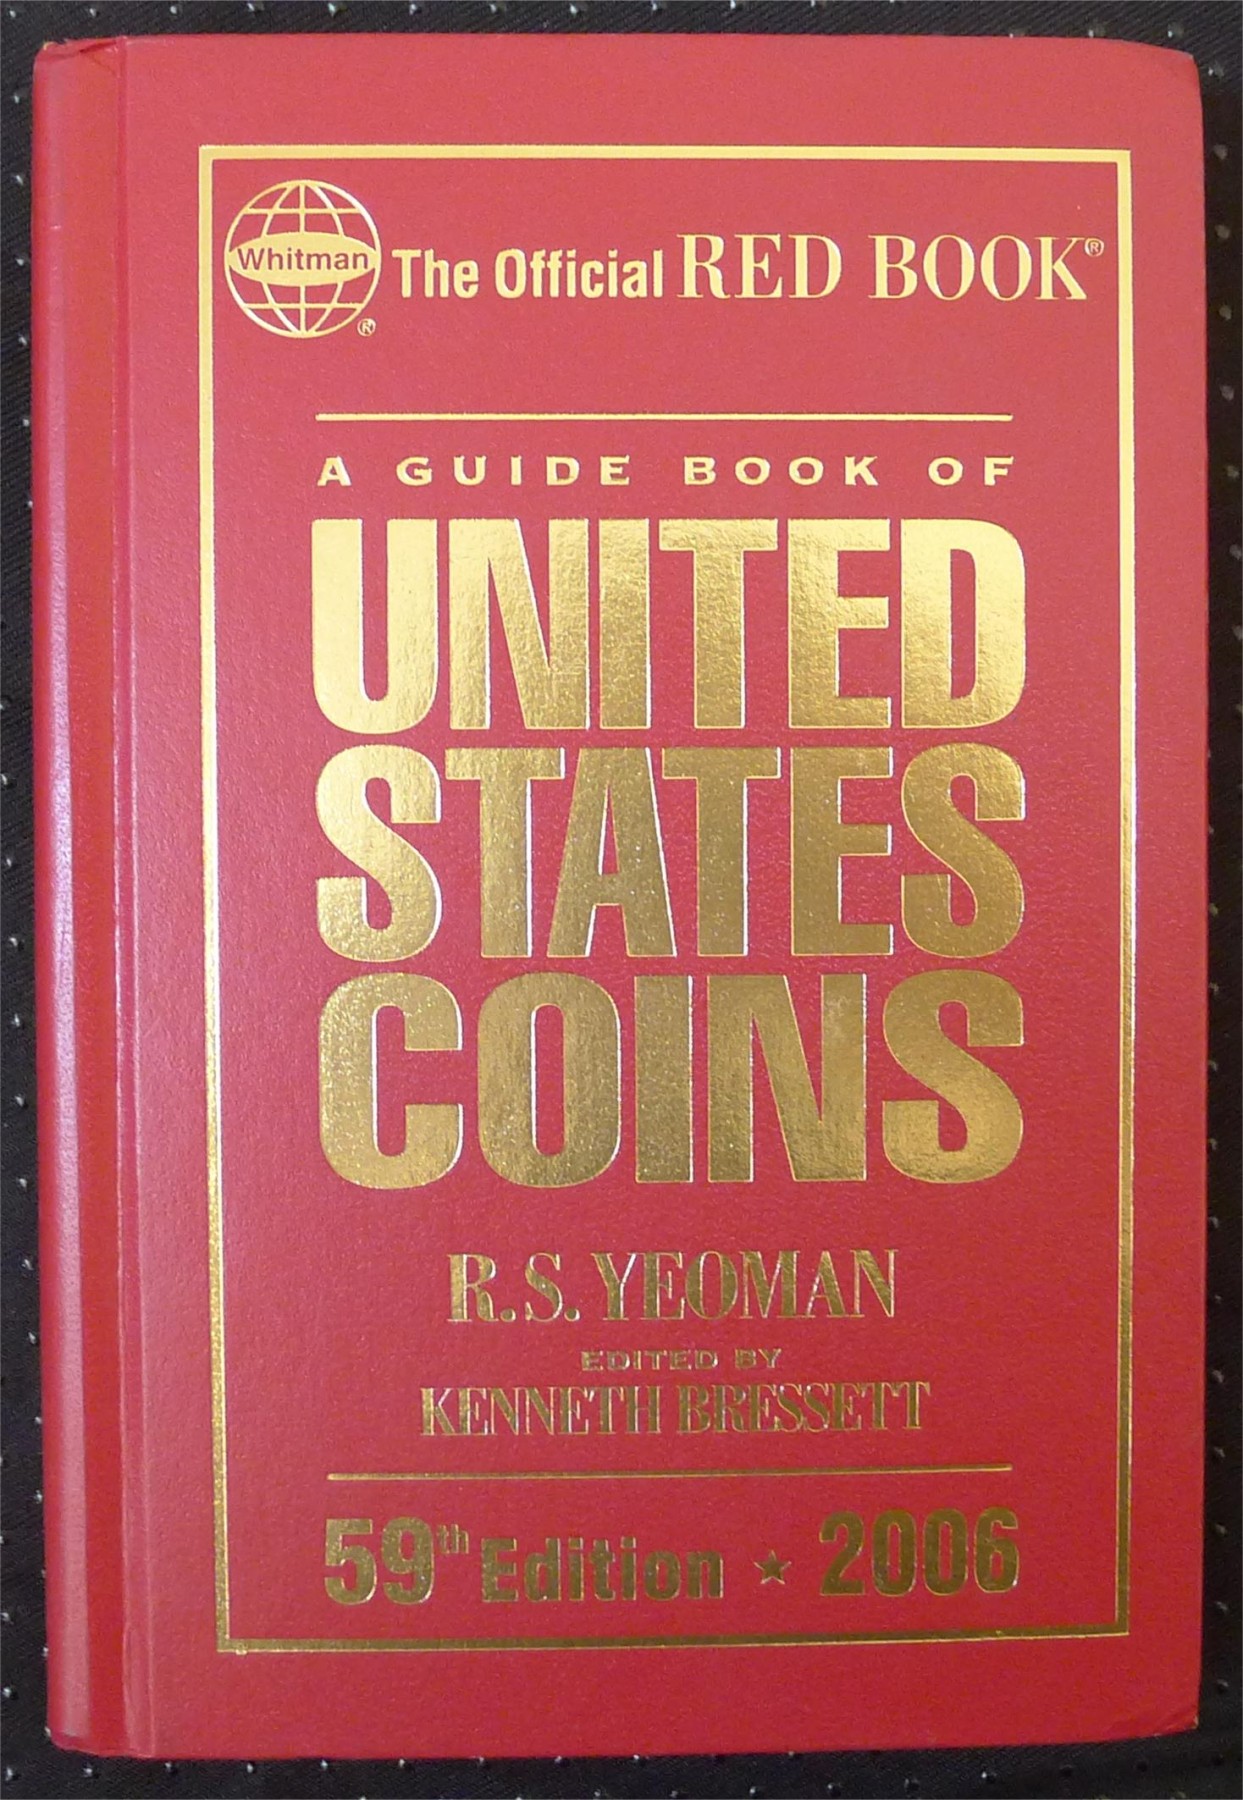 Whitman
®
The Official RED BOOK®
A GUIDE BOOK OF
UNITED
STATES
COINS
R.S. YEOMAN
EDITED BY
KENNETH BRESSETT
59th Edition ★ 2006